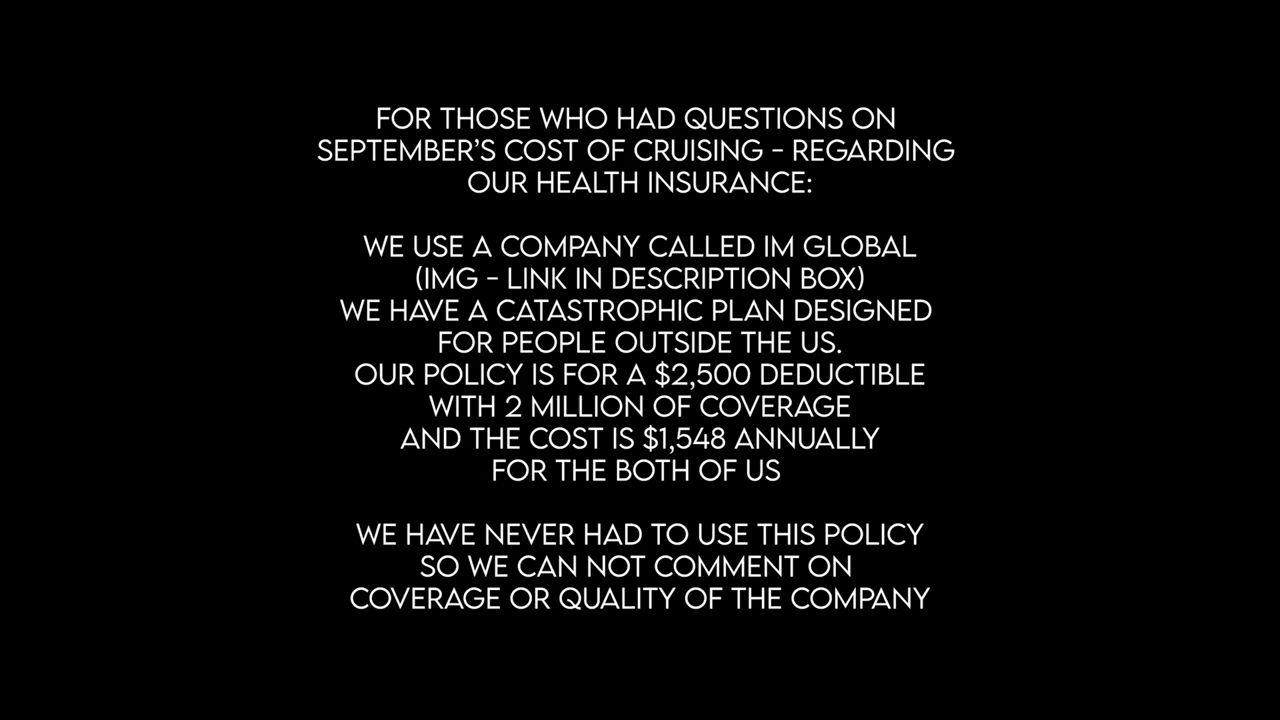 FOR THOSE WHO HAD QUESTIONS ON
SEPTEMBER'S COST OF CRUISING - REGARDING
OUR HEALTH INSURANCE:
WE USE A COMPANY CALLED IM GLOBAL
(IMG - LINK IN DESCRIPTION BOX)
WE HAVE A CATASTROPHIC PLAN DESIGNED
FOR PEOPLE OUTSIDE THE US.
OUR POLICY IS FOR A $2,500 DEDUCTIBLE
WITH 2 MILLION OF COVERAGE
AND THE COST IS $1,548 ANNUALLY
FOR THE BOTH OF US
WE HAVE NEVER HAD TO USE THIS POLICY
SO WE CAN NOT COMMENT ON
COVERAGE OR QUALITY OF THE COMPANY